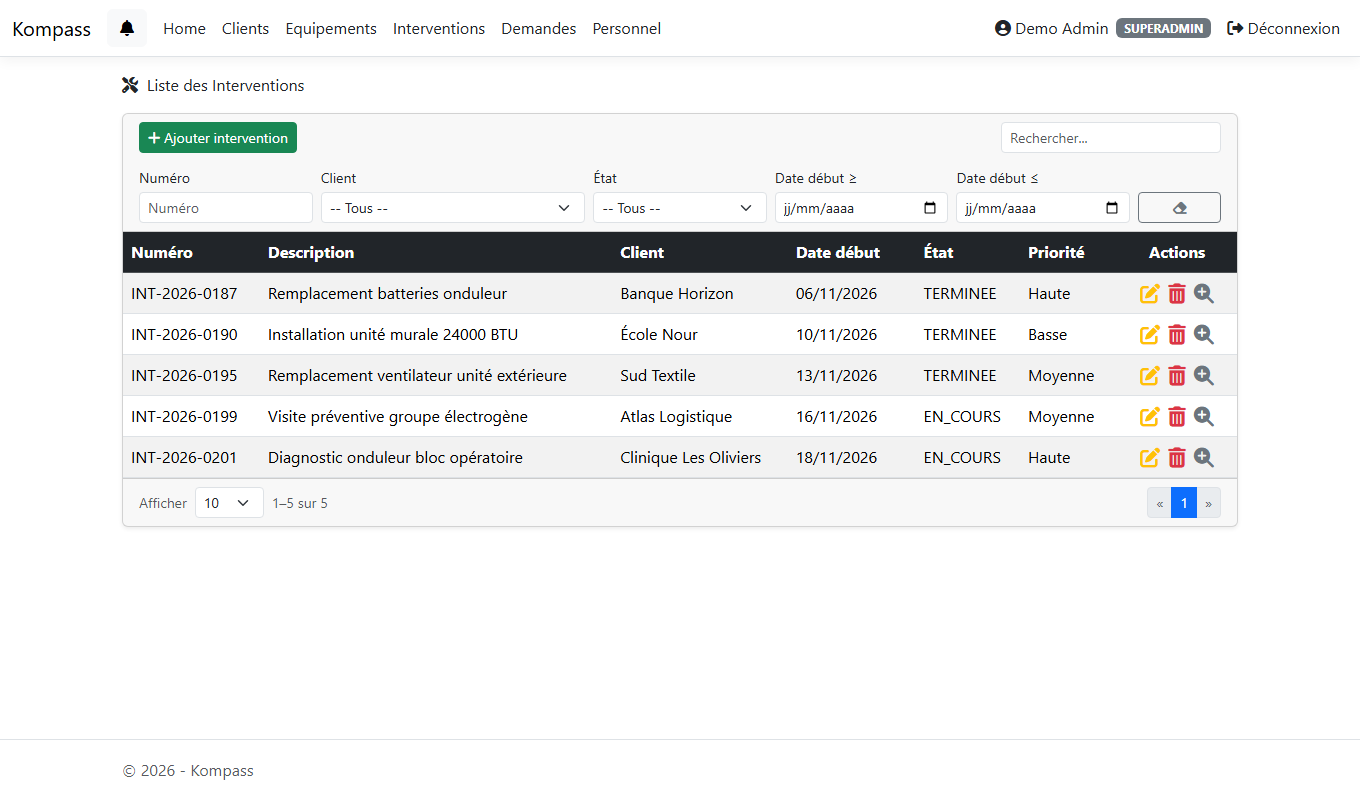 Kompass Home Clients Equipements Interventions Demandes Personnel Demo Admin SUPERADMIN Déconnexion
Liste des Interventions
Ajouter intervention Rechercher...
Numéro Client État Date début ≥ Date début ≤
Numéro -- Tous -- -- Tous -- jj/mm/aaaa jj/mm/aaaa
Numéro Description Client Date début État Priorité Actions
INT-2026-0187 Remplacement batteries onduleur Banque Horizon 06/11/2026 TERMINEE Haute
INT-2026-0190 Installation unité murale 24000 BTU École Nour 10/11/2026 TERMINEE Basse
INT-2026-0195 Remplacement ventilateur unité extérieure Sud Textile 13/11/2026 TERMINEE Moyenne
INT-2026-0199 Visite préventive groupe électrogène Atlas Logistique 16/11/2026 EN_COURS Moyenne
INT-2026-0201 Diagnostic onduleur bloc opératoire Clinique Les Oliviers 18/11/2026 EN_COURS Haute
Afficher 10 1–5 sur 5 « 1 »
© 2026 - Kompass